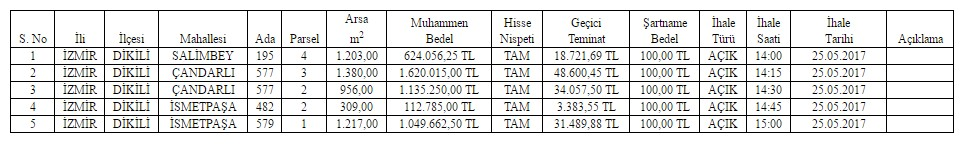 S. No İli İlçesi Mahallesi Ada Parsel Arsa m² Muhammen Bedel Hisse Nispeti Geçici Teminat Şartname Bedel İhale Türü İhale Saati İhale Tarihi Açıklama
1 İZMİR DİKİLİ SALİMBEY 195 4 1.203,00 624.056,25 TL TAM 18.721,69 TL 100,00 TL AÇIK 14:00 25.05.2017
2 İZMİR DİKİLİ ÇANDARLI 577 3 1.380,00 1.620.015,00 TL TAM 48.600,45 TL 100,00 TL AÇIK 14:15 25.05.2017
3 İZMİR DİKİLİ ÇANDARLI 577 2 956,00 1.135.250,00 TL TAM 34.057,50 TL 100,00 TL AÇIK 14:30 25.05.2017
4 İZMİR DİKİLİ İSMETPAŞA 482 2 309,00 112.785,00 TL TAM 3.383,55 TL 100,00 TL AÇIK 14:45 25.05.2017
5 İZMİR DİKİLİ İSMETPAŞA 579 1 1.217,00 1.049.662,50 TL TAM 31.489,88 TL 100,00 TL AÇIK 15:00 25.05.2017